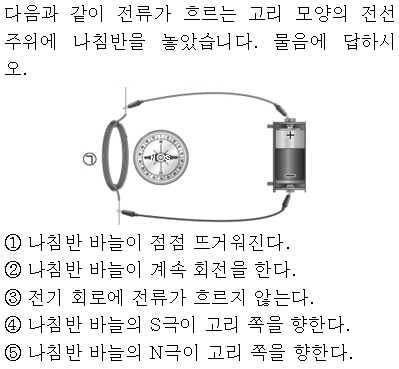 다음과 같이 전류가 흐르는 고리 모양의 전선
주위에 나침반을 놓았습니다. 물음에 답하시
오.
+
㉠
NOS
−
① 나침반 바늘이 점점 뜨거워진다.
② 나침반 바늘이 계속 회전을 한다.
③ 전기 회로에 전류가 흐르지 않는다.
④ 나침반 바늘의 S극이 고리 쪽을 향한다.
⑤ 나침반 바늘의 N극이 고리 쪽을 향한다.